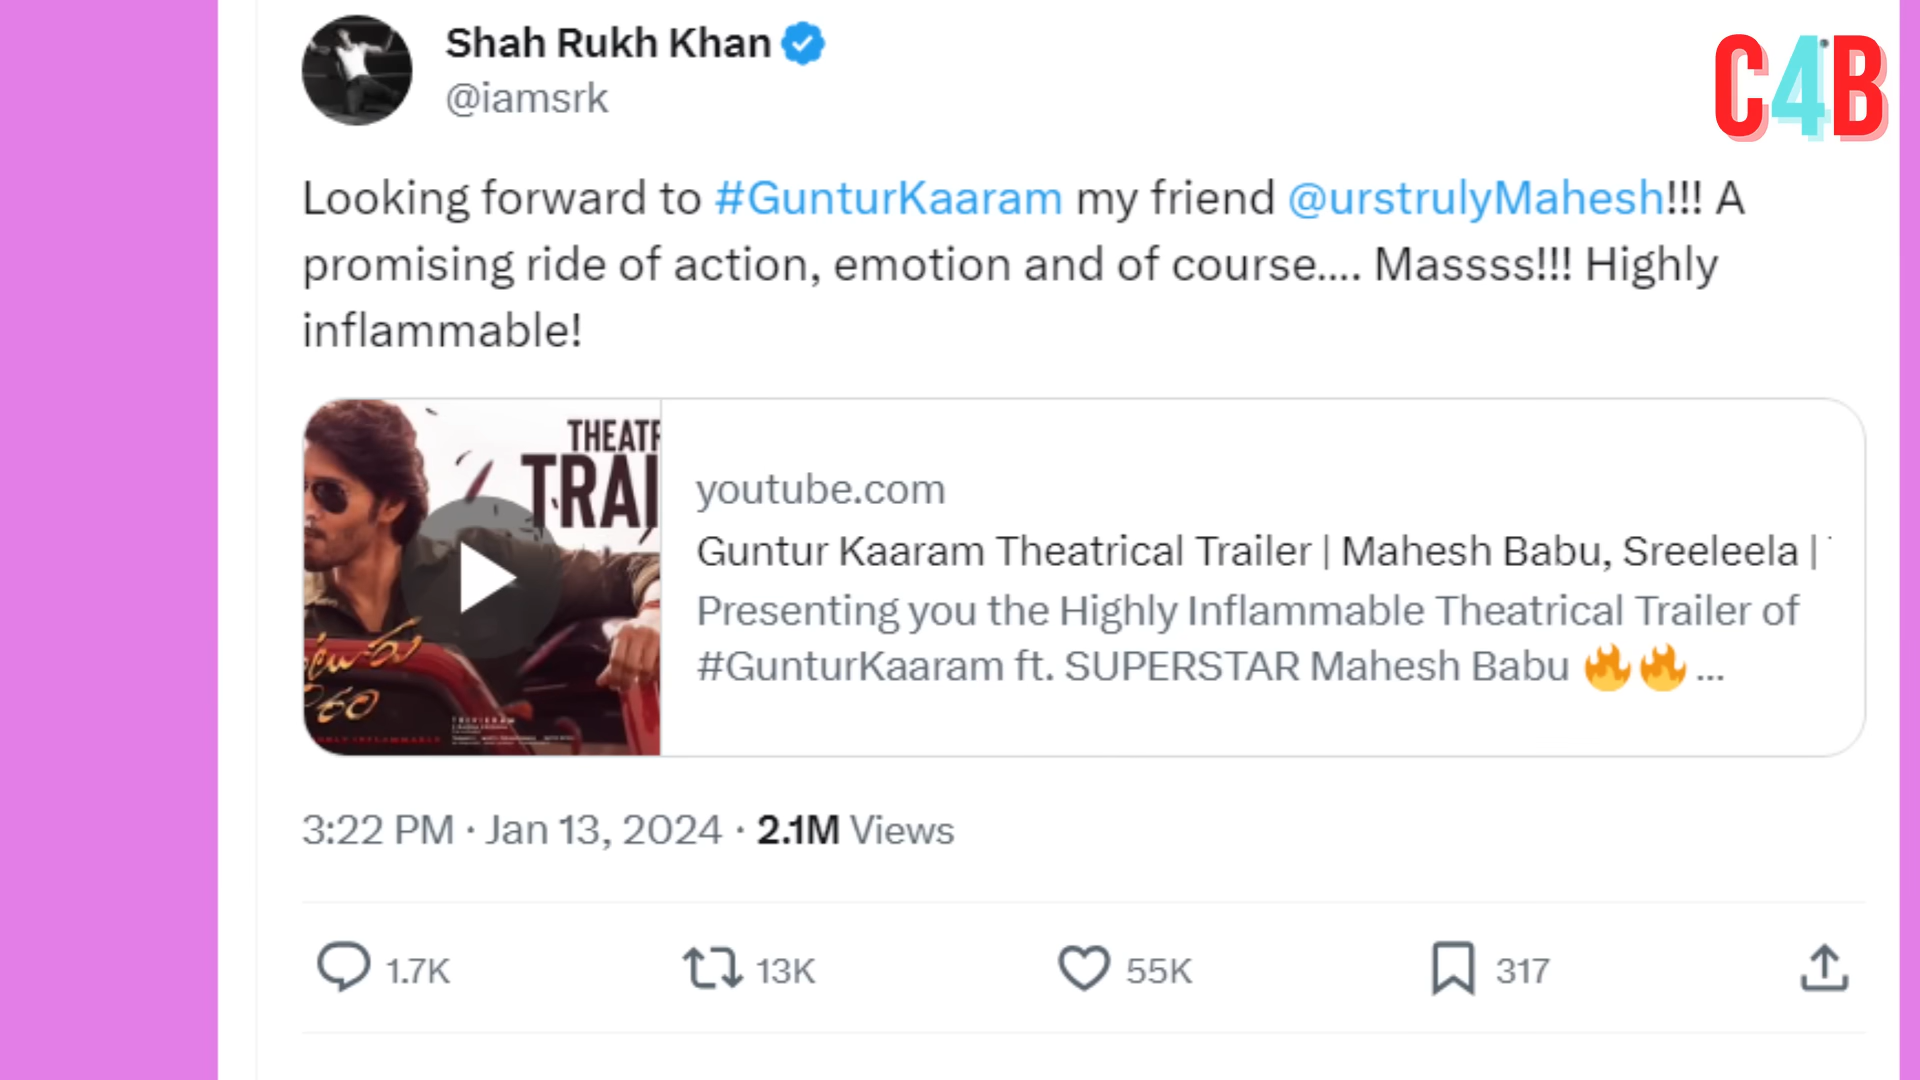 Shah Rukh Khan
@iamsrk
C4B
Looking forward to #GunturKaaram my friend @urstrulyMahesh!!! A
promising ride of action, emotion and of course.... Massss!!! Highly
inflammable!
THEATR
TRAI
youtube.com
Guntur Kaaram Theatrical Trailer | Mahesh Babu, Sreeleela |
Presenting you the Highly Inflammable Theatrical Trailer of
#GunturKaaram ft. SUPERSTAR Mahesh Babu 🔥🔥...
TRIVIKRAM
3:22 PM · Jan 13, 2024 · 2.1M Views
1.7K
13K
55K
317